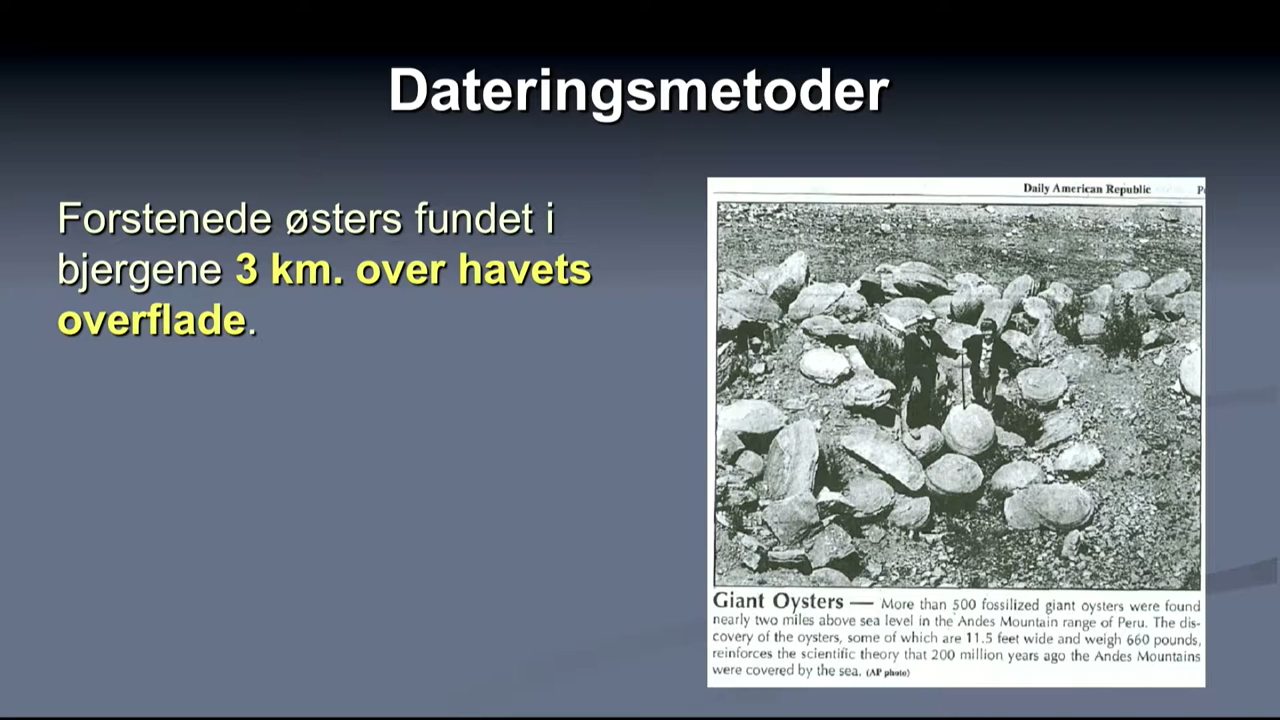 Dateringsmetoder
Forstenede østers fundet i
bjergene 3 km. over havets
overflade.
Daily American Republic
Giant Oysters — More than 500 fossilized giant oysters were found
nearly two miles above sea level in the Andes Mountain range of Peru. The dis-
covery of the oysters, some of which are 11.5 feet wide and weigh 660 pounds,
reinforces the scientific theory that 200 million years ago the Andes Mountains
were covered by the sea. (AP photo)